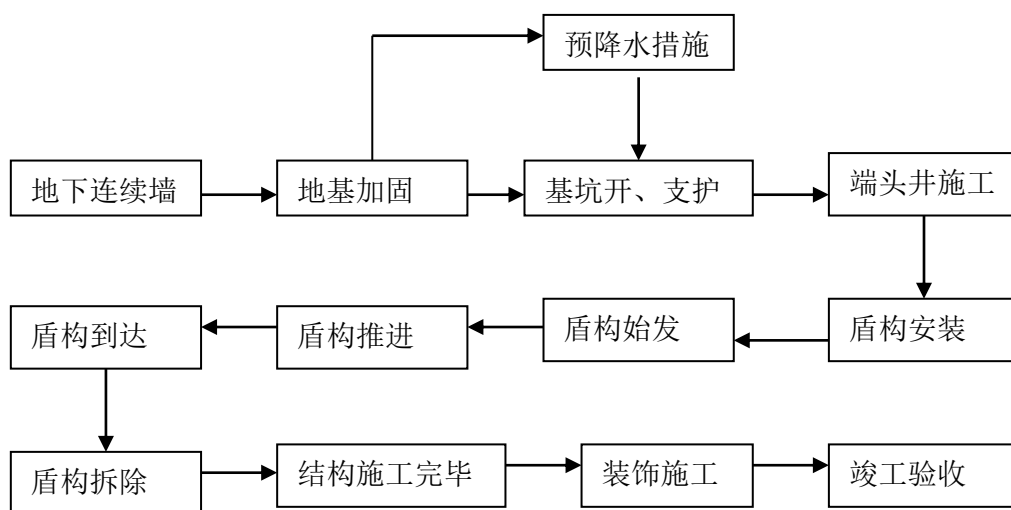 预降水措施
地下连续墙
地基加固
基坑开、支护
端头井施工
盾构到达
盾构推进
盾构始发
盾构安装
盾构拆除
结构施工完毕
装饰施工
竣工验收